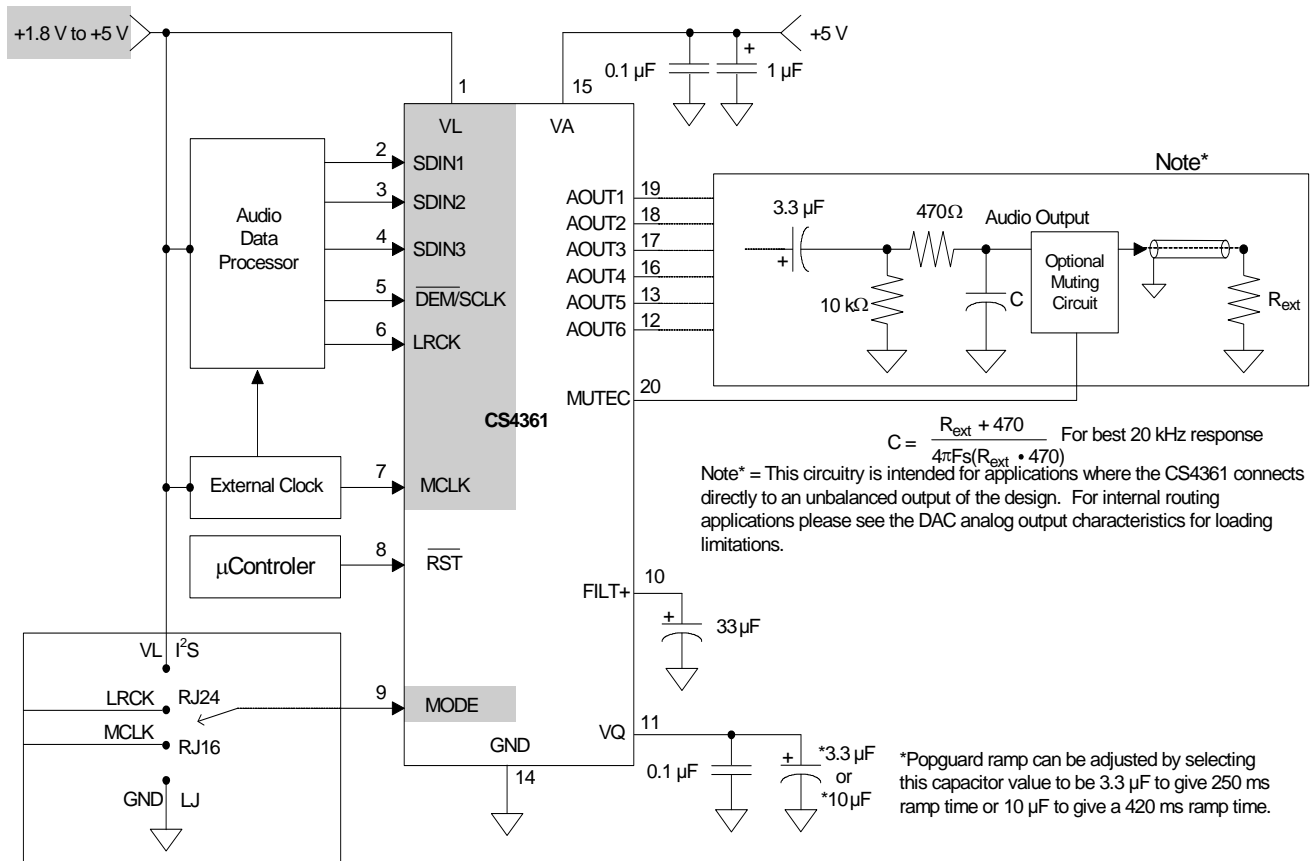 +1.8 V to +5 V
+5 V
0.1 µF
+
1 µF
1
15
VL
VA
Audio
Data
Processor
2
SDIN1
3
SDIN2
4
SDIN3
5
DEM/SCLK
6
LRCK
AOUT1
19
AOUT2
18
AOUT3
17
AOUT4
16
AOUT5
13
AOUT6
12
Note*
3.3 µF
+
470Ω
Audio Output
10 kΩ
C
Optional
Muting
Circuit
Rext
MUTEC
20
CS4361
C = Rext + 470 / 4πFs(Rext • 470) For best 20 kHz response
Note* = This circuitry is intended for applications where the CS4361 connects
directly to an unbalanced output of the design. For internal routing
applications please see the DAC analog output characteristics for loading
limitations.
External Clock
7
MCLK
µControler
8
RST
FILT+
10
+
33 µF
VL I²S
LRCK RJ24
MCLK RJ16
GND LJ
9
MODE
GND
14
VQ
11
0.1 µF
+
*3.3 µF
or
*10µF
*Popguard ramp can be adjusted by selecting
this capacitor value to be 3.3 µF to give 250 ms
ramp time or 10 µF to give a 420 ms ramp time.